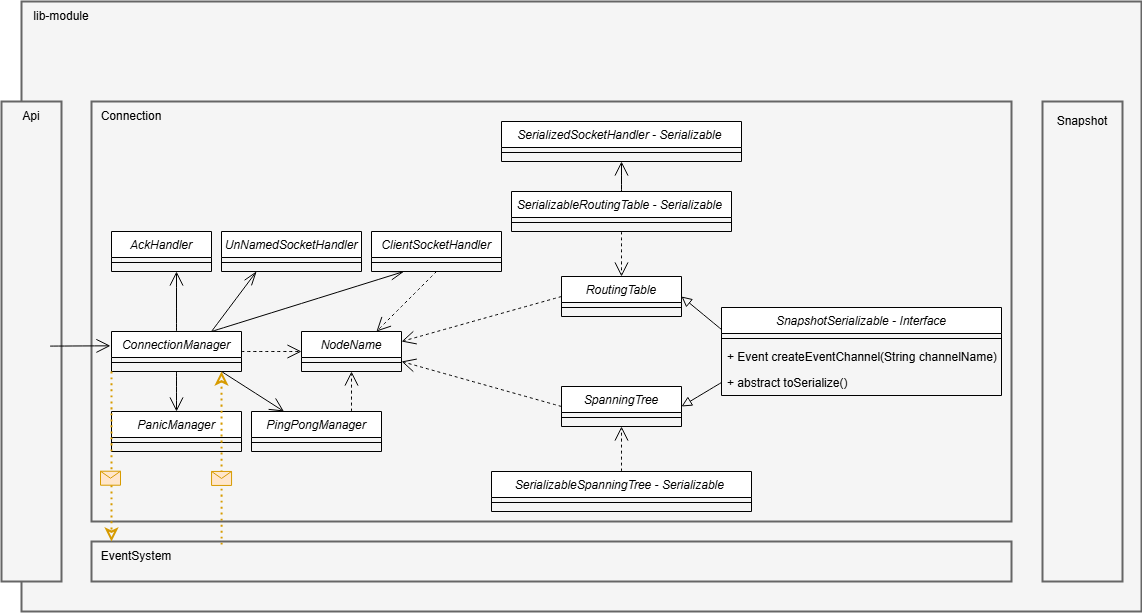 lib-module
Api
Connection
Snapshot
SerializedSocketHandler - Serializable
SerializableRoutingTable - Serializable
AckHandler
UnNamedSocketHandler
ClientSocketHandler
RoutingTable
SnapshotSerializable - Interface
+ Event createEventChannel(String channelName)
+ abstract toSerialize()
ConnectionManager
NodeName
SpanningTree
PanicManager
PingPongManager
SerializableSpanningTree - Serializable
EventSystem